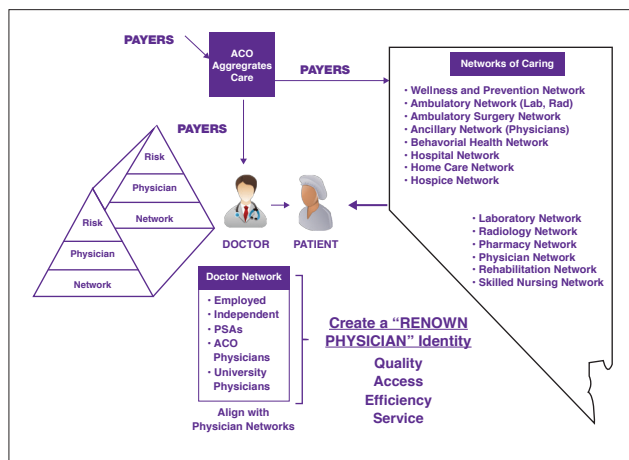 PAYERS
ACO
Aggregates
Care
PAYERS
PAYERS
Networks of Caring
• Wellness and Prevention Network
• Ambulatory Network (Lab, Rad)
• Ambulatory Surgery Network
• Ancillary Network (Physicians)
• Behavorial Health Network
• Hospital Network
• Home Care Network
• Hospice Network
• Laboratory Network
• Radiology Network
• Pharmacy Network
• Physician Network
• Rehabilitation Network
• Skilled Nursing Network
Risk
Physician
Network
Risk
Physician
Network
DOCTOR
PATIENT
Doctor Network
• Employed
• Independent
• PSAs
• ACO
Physicians
• University
Physicians
Align with
Physician Networks
Create a “RENOWN
PHYSICIAN” Identity
Quality
Access
Efficiency
Service